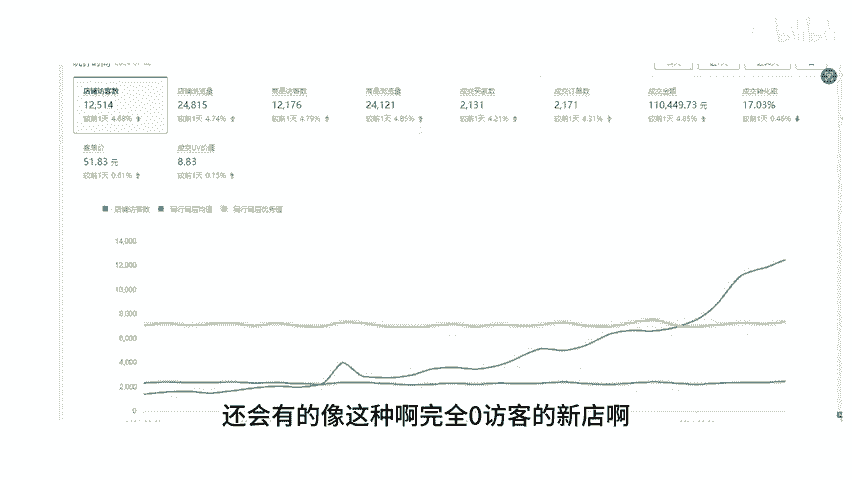 bilibili
店铺访客数 店铺浏览量 商品访客数 商品浏览量 成交买家数 成交订单数 成交金额 成交转化率
12,514 24,815 12,176 24,121 2,131 2,171 110,449.73 元 17.03%
较前1天 4.88% 较前1天 4.74% 较前1天 4.79% 较前1天 4.85% 较前1天 4.21% 较前1天 4.31% 较前1天 4.85% 较前1天 0.46%
客单价 成交UV价值
51.83 元 8.83
较前1天 0.61% 较前1天 0.15%
店铺访客数 同行同层均值 同行同层优秀值
14,000
12,000
10,000
8,000
6,000
4,000
2,000
0
还会有的像这种啊完全0访客的新店啊